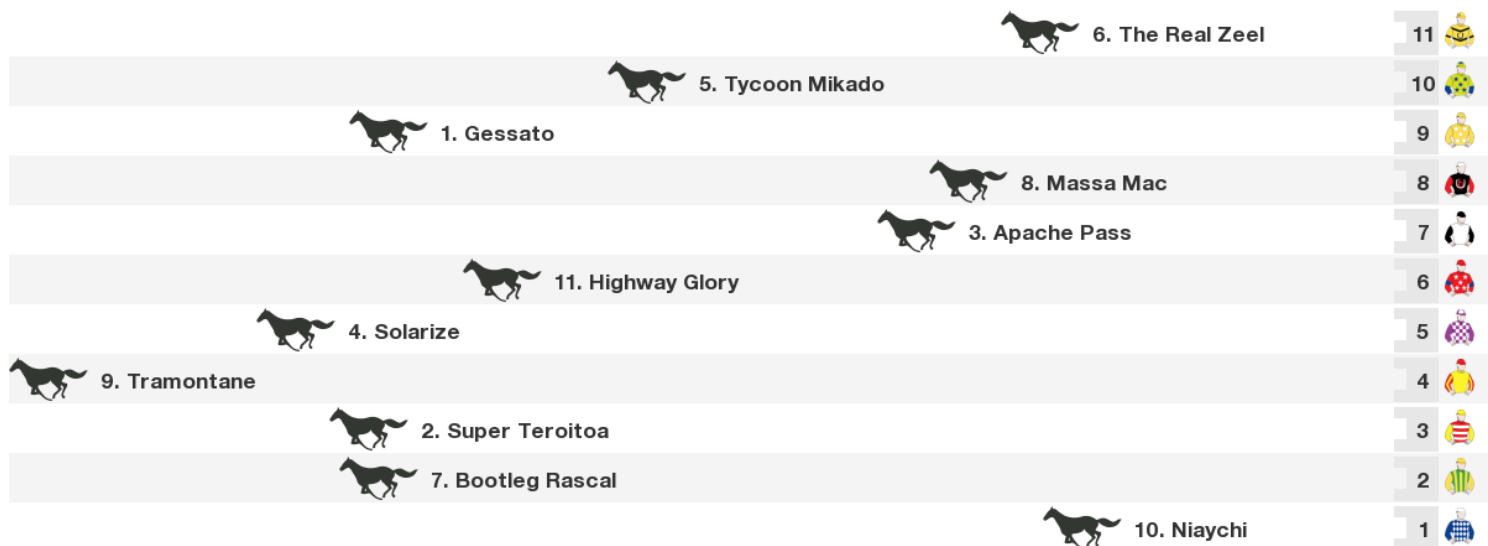 6. The Real Zeel 11
5. Tycoon Mikado 10
1. Gessato 9
8. Massa Mac 8
3. Apache Pass 7
11. Highway Glory 6
4. Solarize 5
9. Tramontane 4
2. Super Teroitoa 3
7. Bootleg Rascal 2
10. Niaychi 1